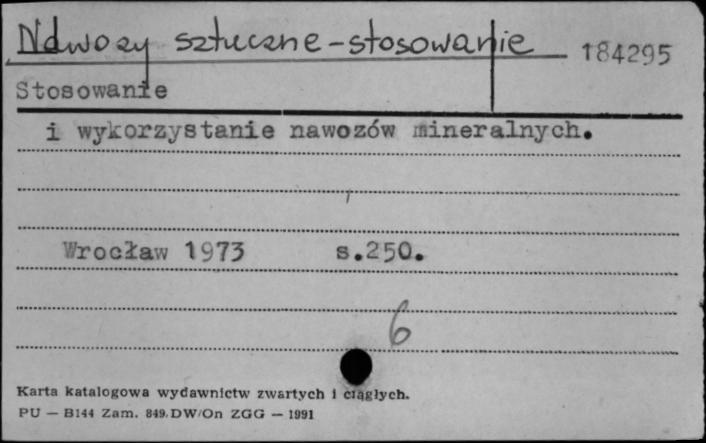 Nawozy sztuczne - stosowanie 184295
Stosowanie
i wykorzystanie nawozów mineralnych.
Wrocław 1973 s.250.
6
Karta katalogowa wydawnictw zwartych i ciągłych.
PU — B144 Zam. 849. DW/On ZGG — 1991